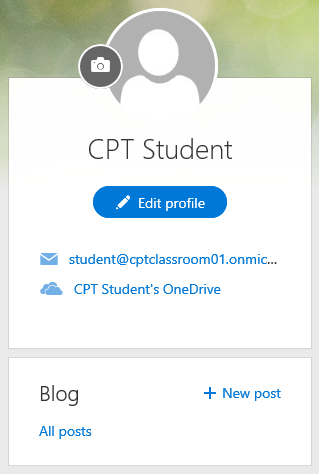 CPT Student
Edit profile
student@cptclassroom01.onmic...
CPT Student's OneDrive
Blog
New post
All posts